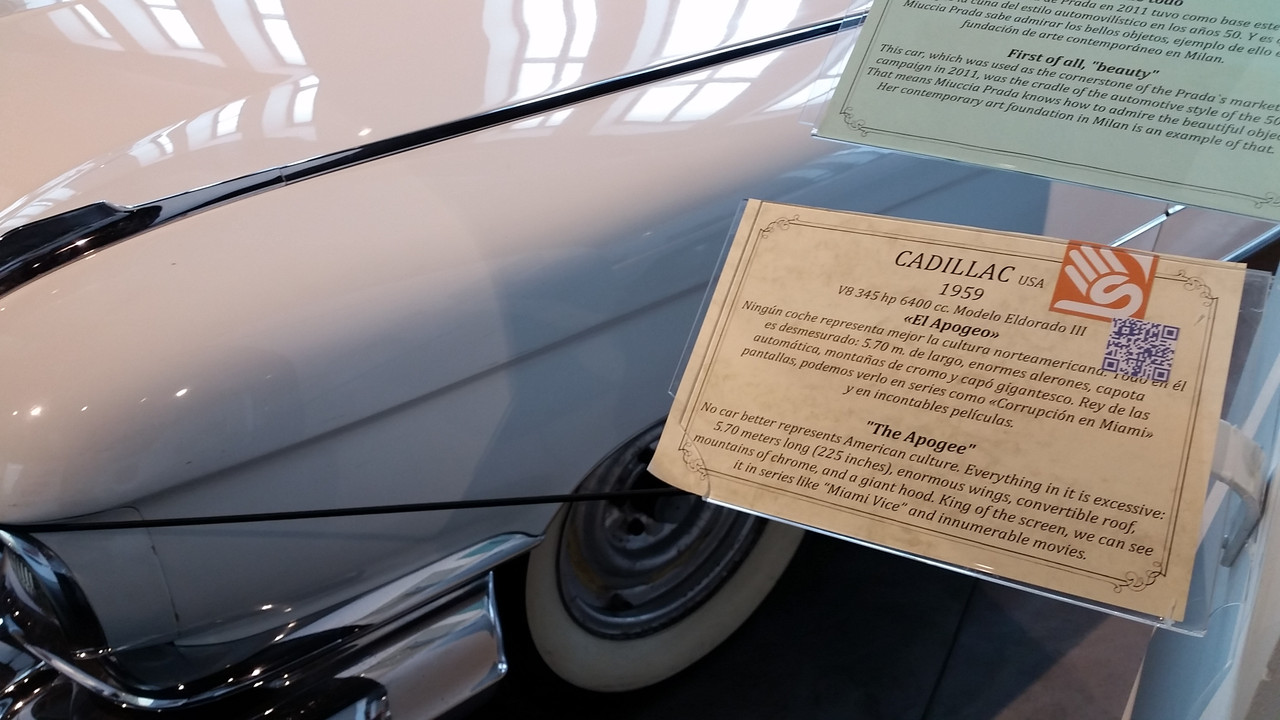 todo
de Prada en 2011 tuvo como base est
la cuna del estilo automovilístico en los años 50. Y es
Miuccia Prada sabe admirar los bellos objetos, ejemplo de ello
fundación de arte contemporáneo en Milan.
First of all, "beauty"
This car, which was used as the cornerstone of the Prada`s market
campaign in 2011, was the cradle of the automotive style of the 50
That means Miuccia Prada knows how to admire the beautiful objec
Her contemporary art foundation in Milan is an example of that.
CADILLAC USA
1959
V8 345 hp 6400 cc. Modelo Eldorado III
«El Apogeo»
Ningún coche representa mejor la cultura norteamericana. Todo en él
es desmesurado: 5.70 m. de largo, enormes alerones, capota
automática, montañas de cromo y capó gigantesco. Rey de las
pantallas, podemos verlo en series como «Corrupción en Miami»
y en incontables películas.
"The Apogee"
No car better represents American culture. Everything in it is excessive:
5.70 meters long (225 inches), enormous wings, convertible roof,
mountains of chrome, and a giant hood. King of the screen, we can see
it in series like "Miami Vice" and innumerable movies.